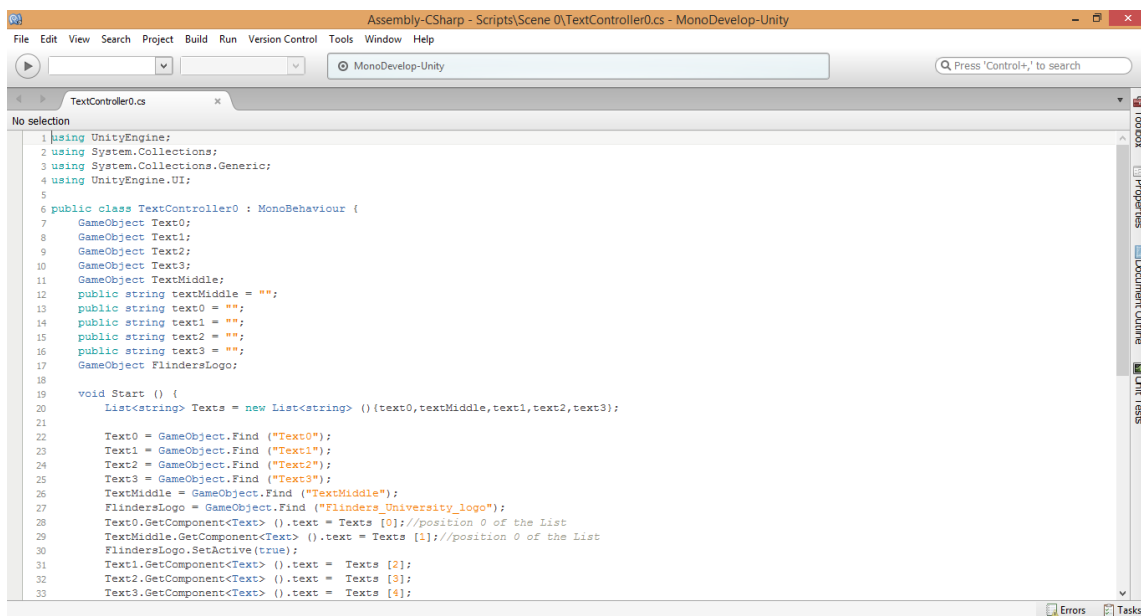 Assembly-CSharp - Scripts\Scene 0\TextController0.cs - MonoDevelop-Unity
File Edit View Search Project Build Run Version Control Tools Window Help
MonoDevelop-Unity
Press 'Control+,' to search
TextController0.cs
No selection
1 using UnityEngine;
2 using System.Collections;
3 using System.Collections.Generic;
4 using UnityEngine.UI;
5
6 public class TextController0 : MonoBehaviour {
7 GameObject Text0;
8 GameObject Text1;
9 GameObject Text2;
10 GameObject Text3;
11 GameObject TextMiddle;
12 public string textMiddle = "";
13 public string text0 = "";
14 public string text1 = "";
15 public string text2 = "";
16 public string text3 = "";
17 GameObject FlindersLogo;
18
19 void Start () {
20 List<string> Texts = new List<string> (){text0,textMiddle,text1,text2,text3};
21
22 Text0 = GameObject.Find ("Text0");
23 Text1 = GameObject.Find ("Text1");
24 Text2 = GameObject.Find ("Text2");
25 Text3 = GameObject.Find ("Text3");
26 TextMiddle = GameObject.Find ("TextMiddle");
27 FlindersLogo = GameObject.Find ("Flinders_University_logo");
28 Text0.GetComponent<Text> ().text = Texts [0];//position 0 of the List
29 TextMiddle.GetComponent<Text> ().text = Texts [1];//position 0 of the List
30 FlindersLogo.SetActive(true);
31 Text1.GetComponent<Text> ().text = Texts [2];
32 Text2.GetComponent<Text> ().text = Texts [3];
33 Text3.GetComponent<Text> ().text = Texts [4];
Toolbox
Properties
Document Outline
Unit Tests
Errors Tasks